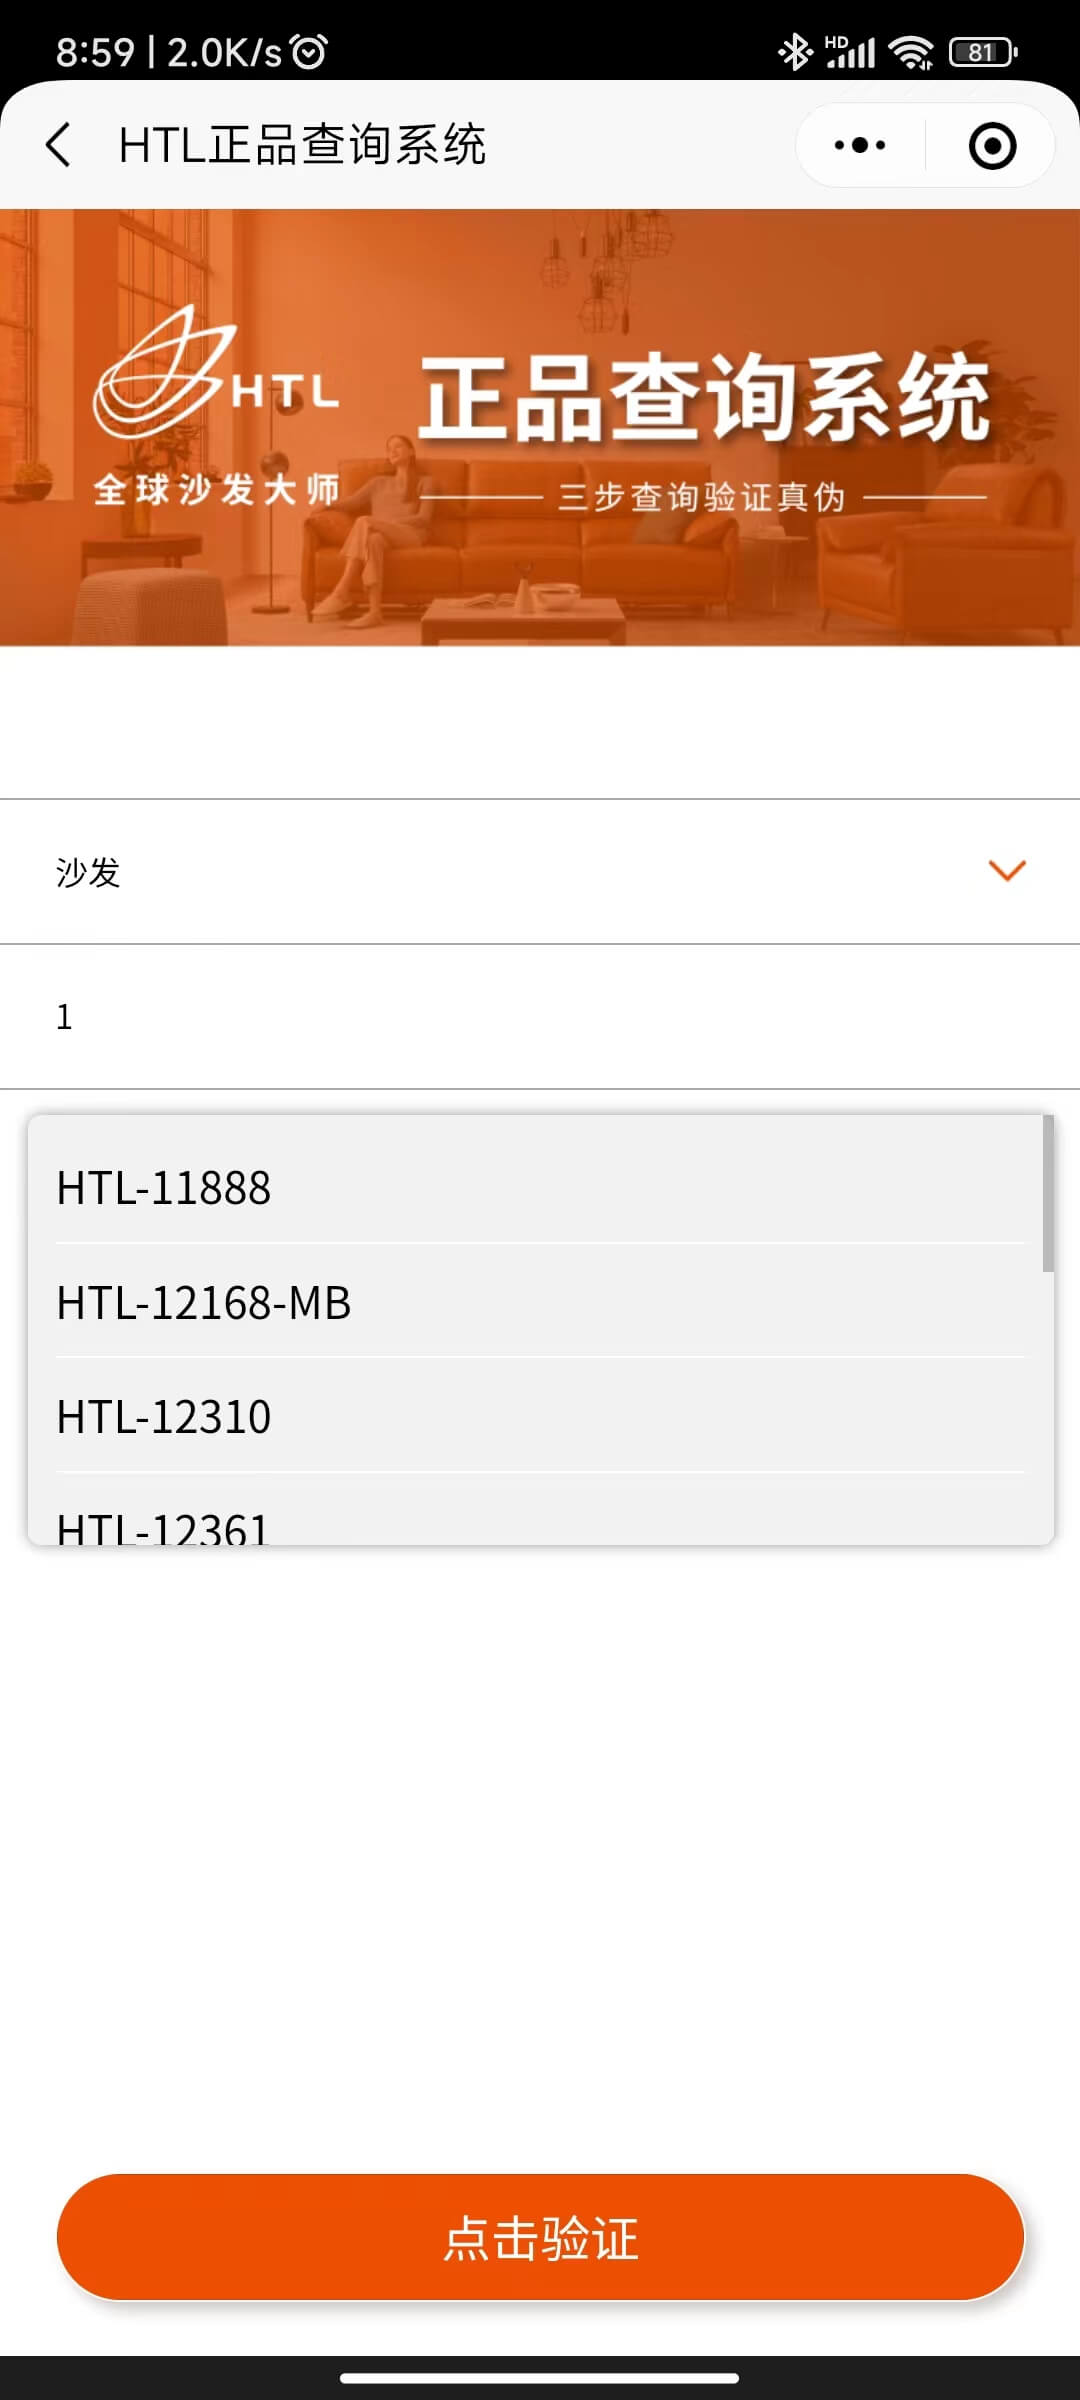 8:59 | 2.0K/s
HD
81
HTL正品查询系统
HTL
全球沙发大师
正品查询系统
三步查询验证真伪
沙发
1
HTL-11888
HTL-12168-MB
HTL-12310
HTL-12361
点击验证